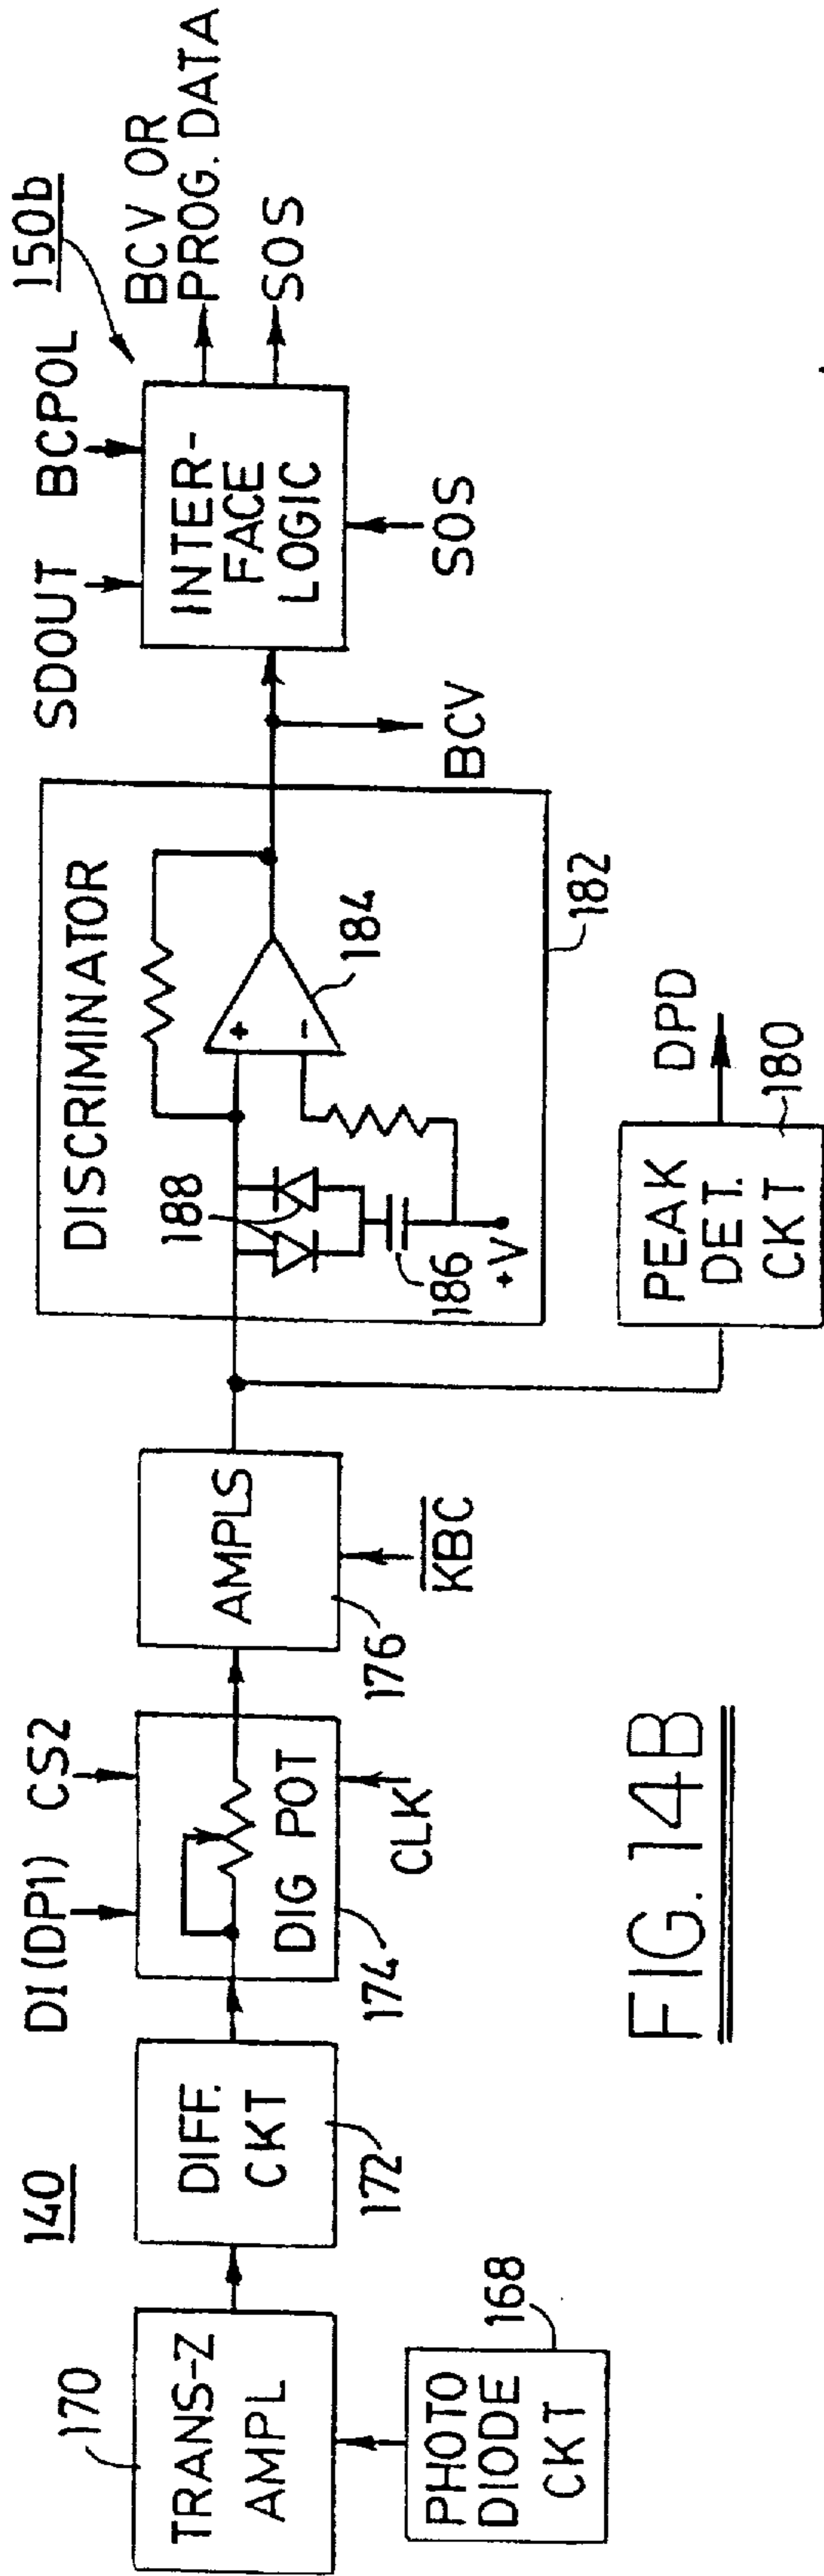 140
170
TRANS-Z
AMPL
PHOTO
DIODE
CKT
168
DIFF.
CKT
172
DI(DP1)
CS2
DIG POT
174
CLK
AMPLS
176
KBC
DISCRIMINATOR
188
186
+V
+
-
184
182
PEAK
DET.
CKT
180
DPD
BCV
SDOUT
BCPOL
150b
INTER-
FACE
LOGIC
SOS
BCV OR
PROG. DATA
SOS
FIG. 14B